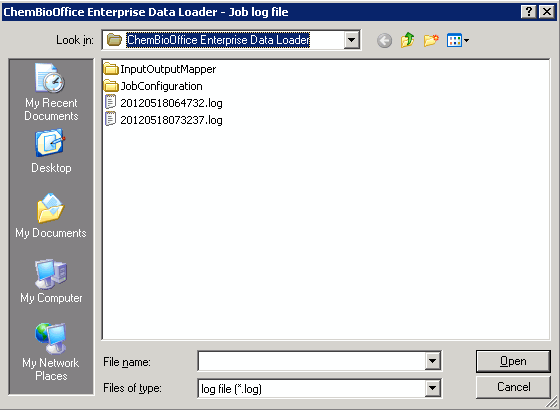 ChemBioOffice Enterprise Data Loader - Job log file
Look in:
ChemBioOffice Enterprise Data Loader
My Recent
Documents
Desktop
My Documents
My Computer
My Network
Places
InputOutputMapper
JobConfiguration
20120518064732.log
20120518073237.log
File name:
Open
Files of type:
log file (*.log)
Cancel